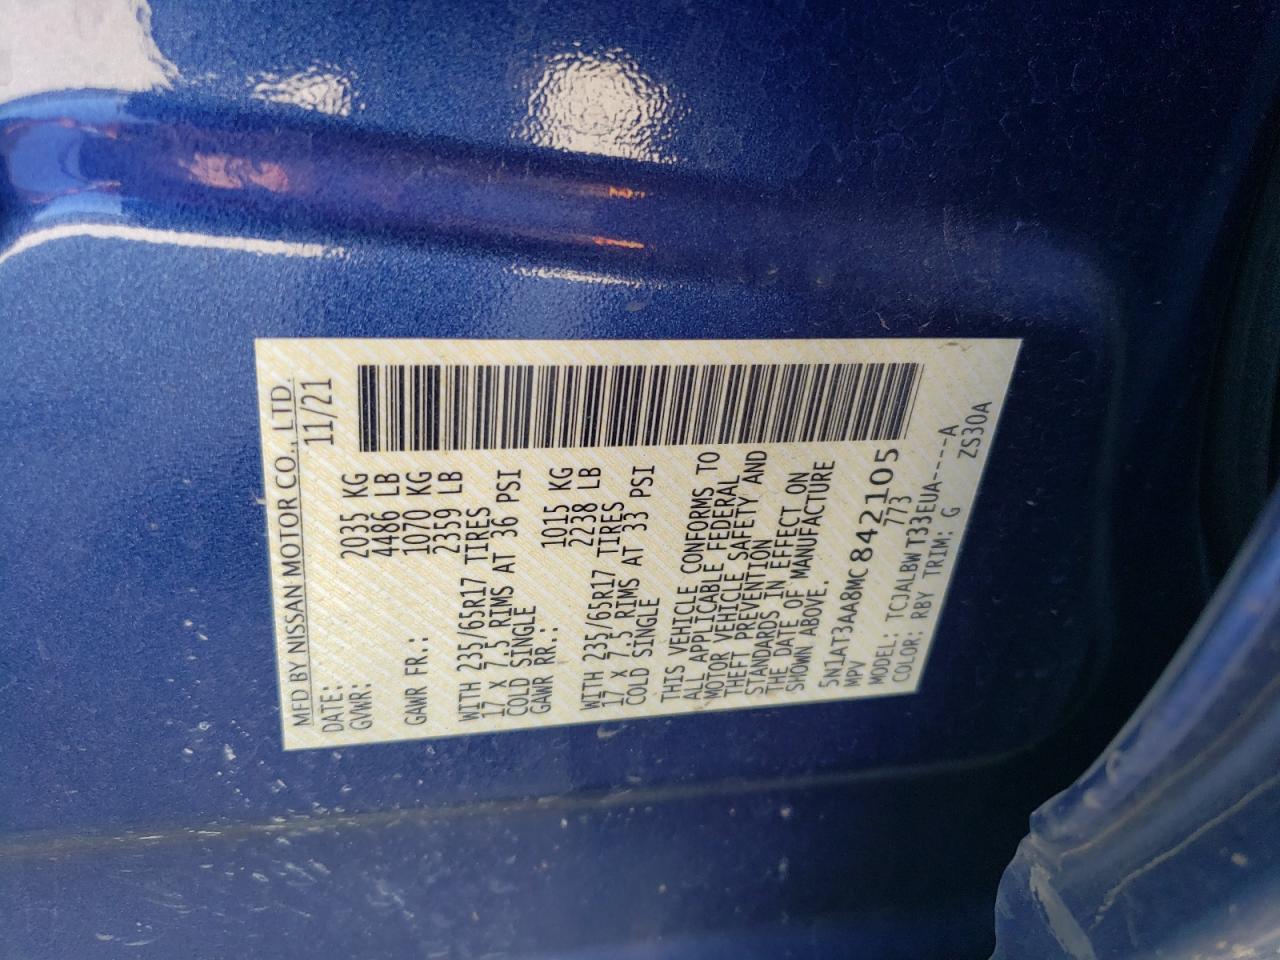 MFD BY NISSAN MOTOR CO., LTD.
DATE: 11/21
GVWR: 2035 KG
4486 LB
GAWR FR.: 1070 KG
2359 LB
WITH 235/65R17 TIRES
17 X 7.5 RIMS AT 36 PSI
COLD SINGLE
GAWR RR.: 1015 KG
2238 LB
WITH 235/65R17 TIRES
17 X 7.5 RIMS AT 33 PSI
COLD SINGLE
THIS VEHICLE CONFORMS TO
ALL APPLICABLE FEDERAL
MOTOR VEHICLE SAFETY AND
THEFT PREVENTION
STANDARDS IN EFFECT ON
THE DATE OF MANUFACTURE
SHOWN ABOVE.
5N1AT3AA8MC842105
MPV 773
MODEL: TCJALBWT33EUA----A
COLOR: RBY TRIM: G ZS30A